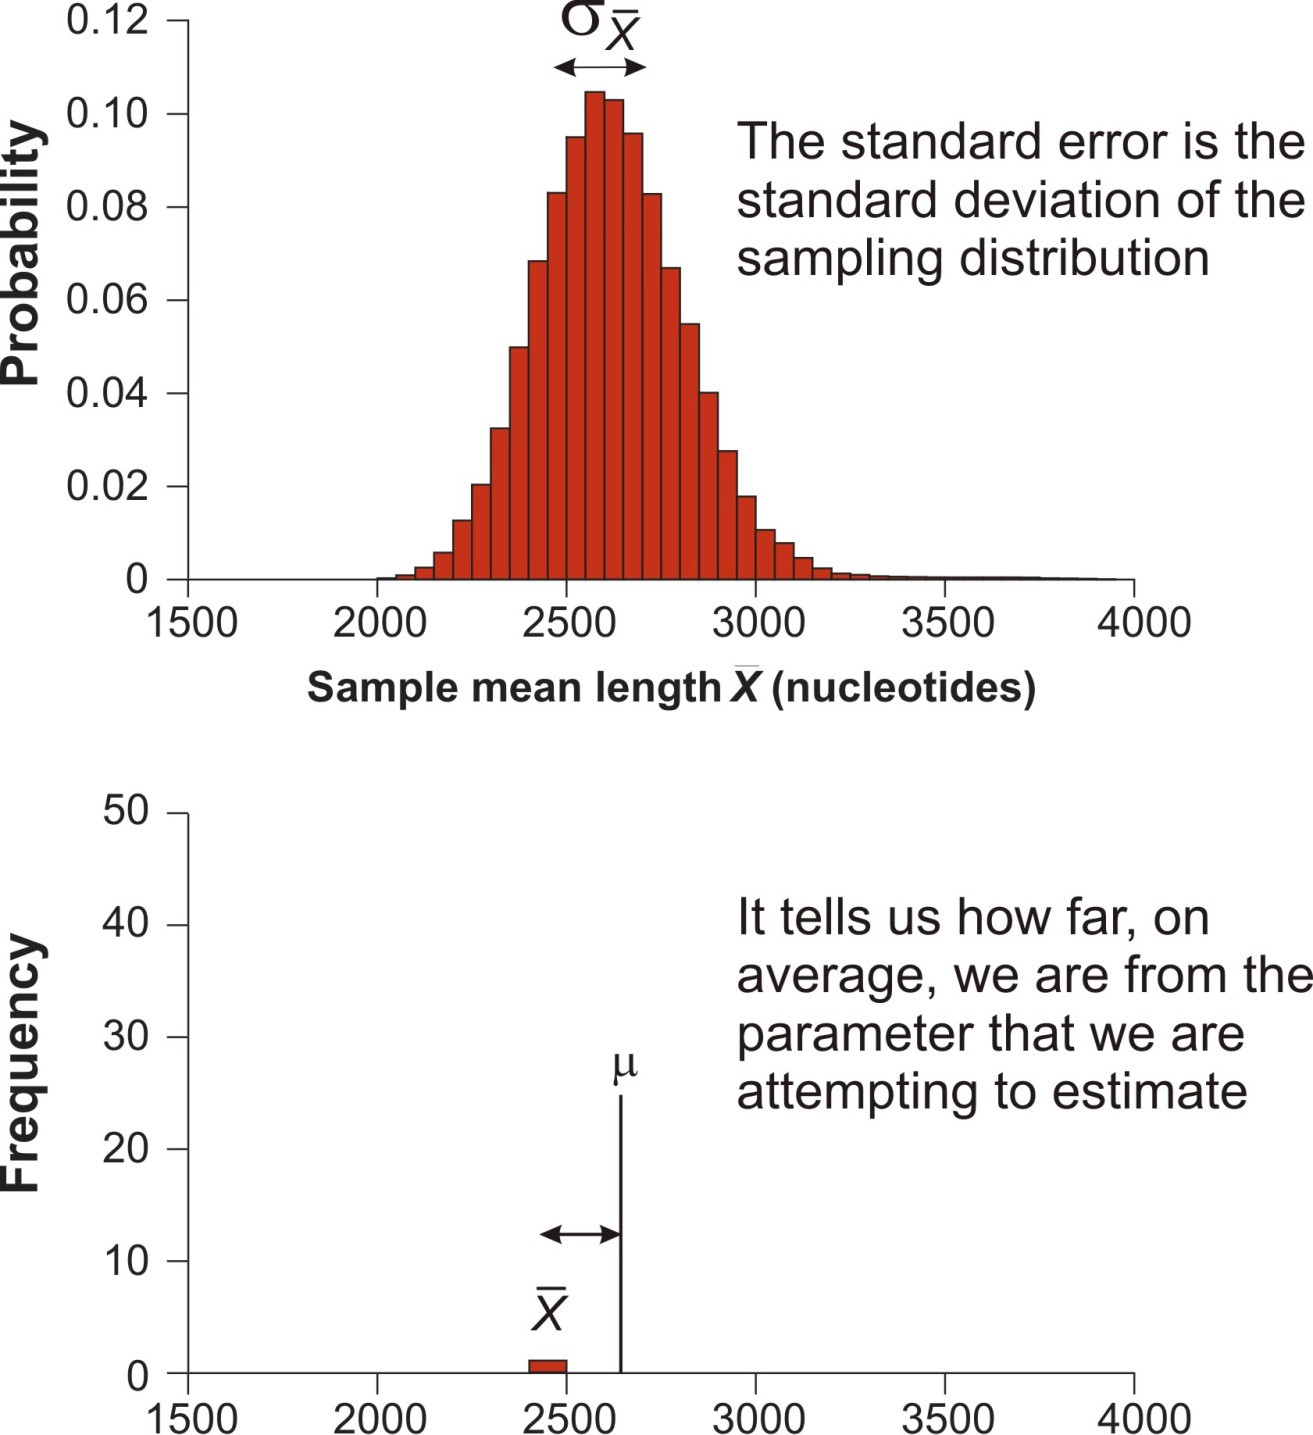 σX̄
0.12
0.10
0.08
0.06
0.04
0.02
0
Probability
The standard error is the
standard deviation of the
sampling distribution
1500 2000 2500 3000 3500 4000
Sample mean length X̄ (nucleotides)
50
40
30
20
10
0
Frequency
It tells us how far, on
average, we are from the
parameter that we are
attempting to estimate
μ
X̄
1500 2000 2500 3000 3500 4000